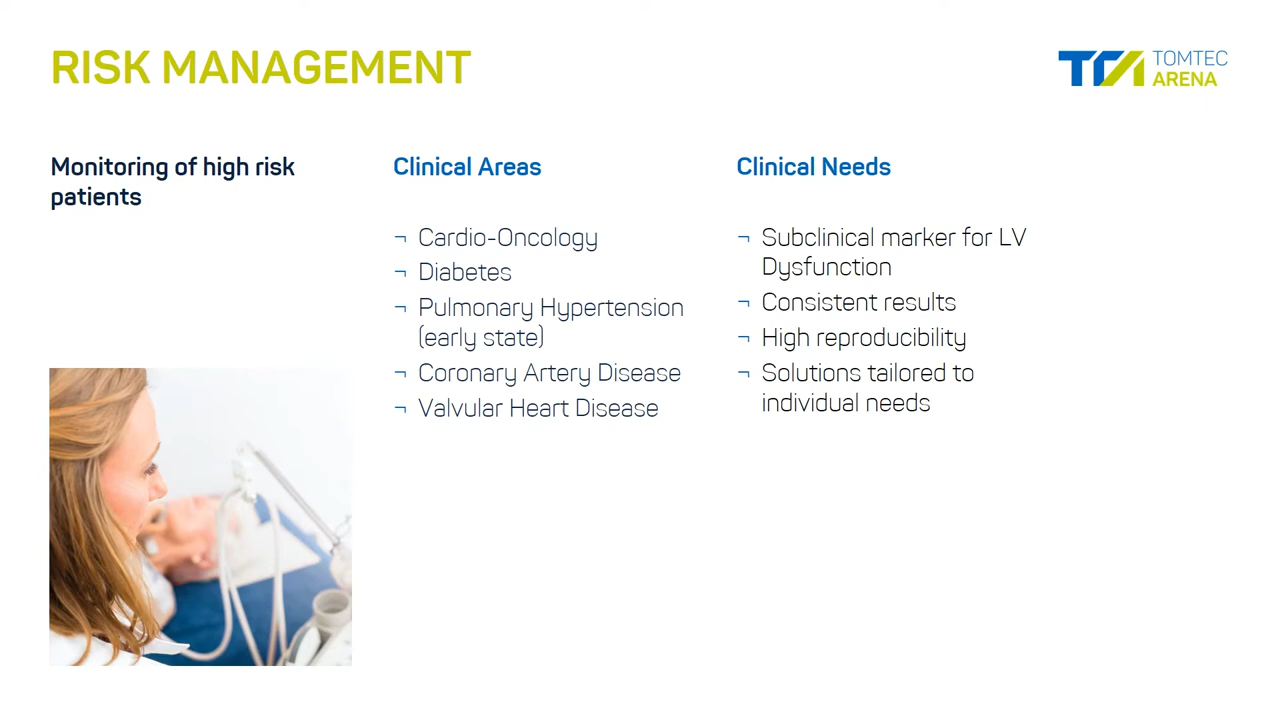 RISK MANAGEMENT
TOMTEC
ARENA
Monitoring of high risk
patients
Clinical Areas
¬ Cardio-Oncology
¬ Diabetes
¬ Pulmonary Hypertension
(early state)
¬ Coronary Artery Disease
¬ Valvular Heart Disease
Clinical Needs
¬ Subclinical marker for LV
Dysfunction
¬ Consistent results
¬ High reproducibility
¬ Solutions tailored to
individual needs